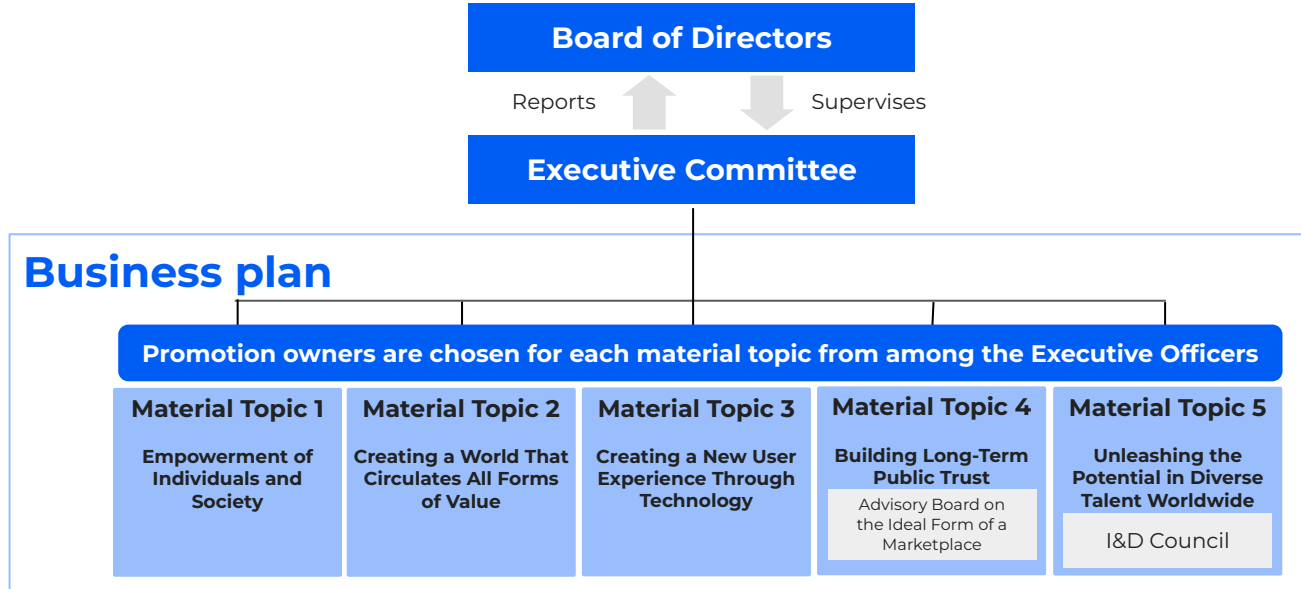 Board of Directors
Reports
Supervises
Executive Committee
Business plan
Promotion owners are chosen for each material topic from among the Executive Officers
Material Topic 1
Empowerment of
Individuals and
Society
Material Topic 2
Creating a World That
Circulates All Forms
of Value
Material Topic 3
Creating a New User
Experience Through
Technology
Material Topic 4
Building Long-Term
Public Trust
Advisory Board on
the Ideal Form of a
Marketplace
Material Topic 5
Unleashing the
Potential in Diverse
Talent Worldwide
I&D Council